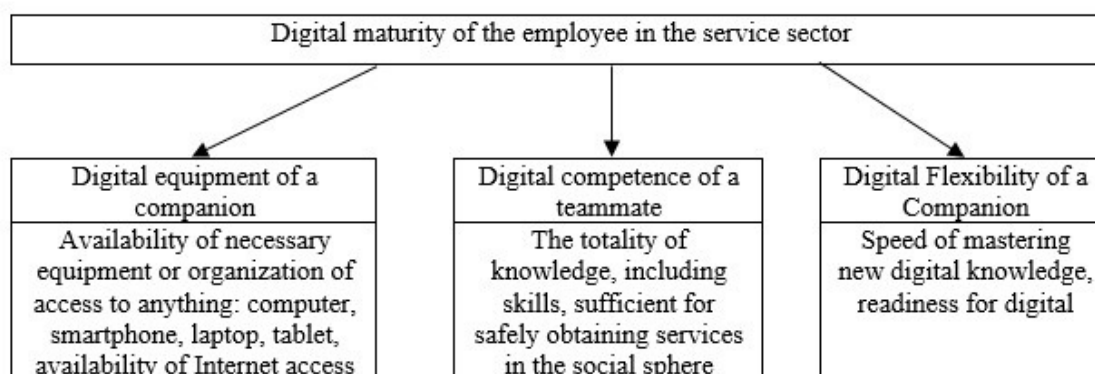 Digital maturity of the employee in the service sector
Digital equipment of a
companion
Availability of necessary
equipment or organization of
access to anything: computer,
smartphone, laptop, tablet,
availability of Internet access
Digital competence of a
teammate
The totality of
knowledge, including
skills, sufficient for
safely obtaining services
in the social sphere
Digital Flexibility of a
Companion
Speed of mastering
new digital knowledge,
readiness for digital